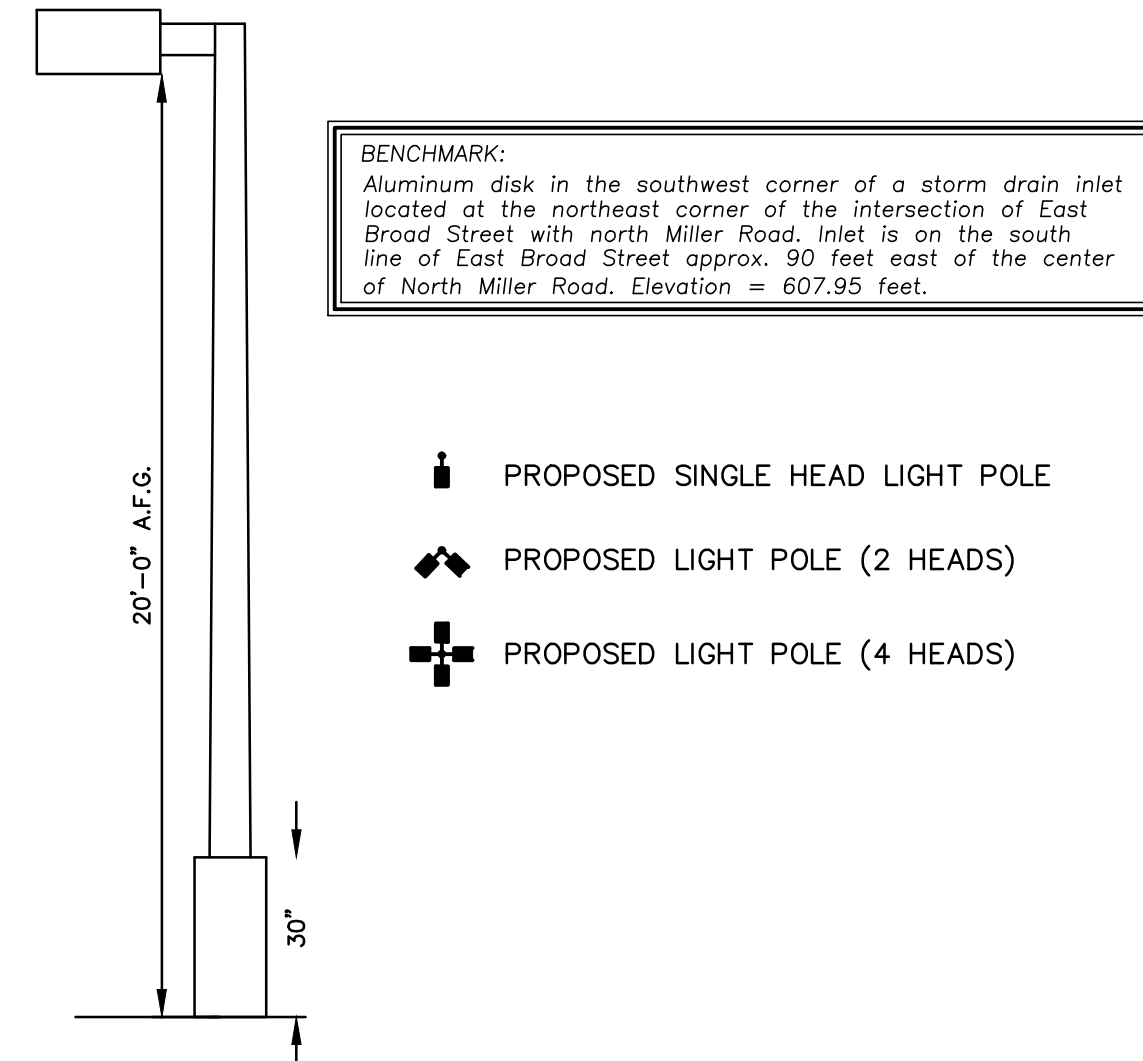 BENCHMARK:
Aluminum disk in the southwest corner of a storm drain inlet
located at the northeast corner of the intersection of East
Broad Street with north Miller Road. Inlet is on the south
line of East Broad Street approx. 90 feet east of the center
of North Miller Road. Elevation = 607.95 feet.
20'-0" A.F.G.
PROPOSED SINGLE HEAD LIGHT POLE
PROPOSED LIGHT POLE (2 HEADS)
PROPOSED LIGHT POLE (4 HEADS)
30"